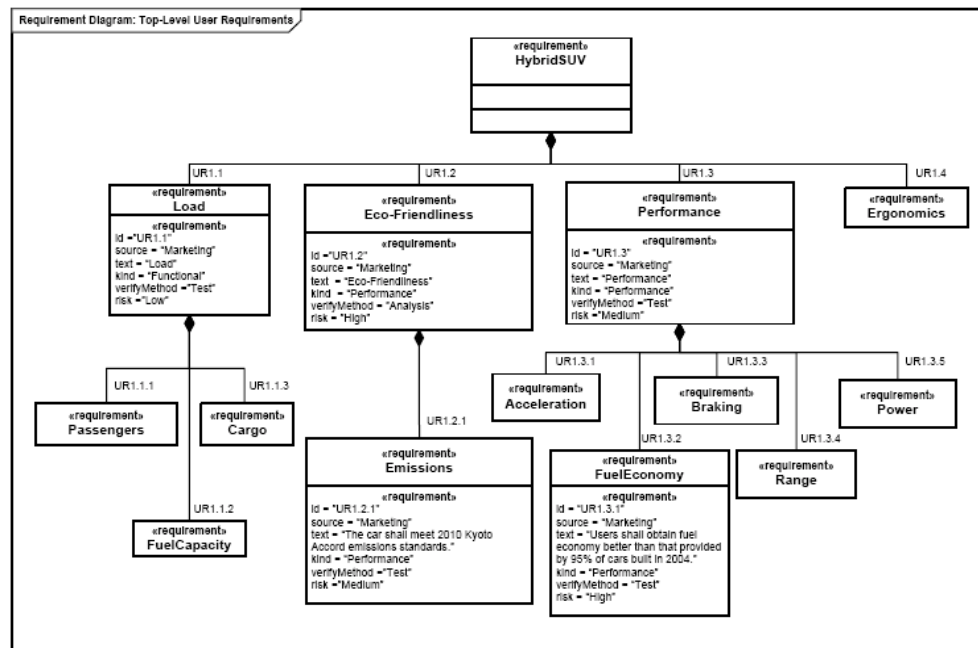 Requirement Diagram: Top-Level User Requirements
«requirement»
HybridSUV
UR1.1
UR1.2
UR1.3
UR1.4
«requirement»
Load
«requirement»
Id ="UR1.1"
source = "Marketing"
text = "Load"
kind = "Functional"
verifyMethod ="Test"
risk ="Low"
«requirement»
Eco-Friendliness
«requirement»
Id ="UR1.2"
source = "Marketing"
text = "Eco-Friendliness"
kind = "Performance"
verifyMethod = "Analysis"
risk = "High"
«requirement»
Performance
«requirement»
Id ="UR1.3"
source = "Marketing"
text = "Performance"
kind = "Performance"
verifyMethod ="Test"
risk ="Medium"
«requirement»
Ergonomics
UR1.1.1
UR1.1.3
«requirement»
Passengers
«requirement»
Cargo
UR1.1.2
«requirement»
FuelCapacity
UR1.2.1
«requirement»
Emissions
«requirement»
Id = "UR1.2.1"
source = "Marketing"
text = "The car shall meet 2010 Kyoto
Accord emissions standards."
kind = "Performance"
verifyMethod ="Test"
risk ="Medium"
UR1.3.1
UR1.3.3
UR1.3.5
«requirement»
Acceleration
«requirement»
Braking
«requirement»
Power
UR1.3.2
UR1.3.4
«requirement»
FuelEconomy
«requirement»
Id = "UR1.3.1"
source = "Marketing"
text = "Users shall obtain fuel
economy better than that provided
by 95% of cars built in 2004."
kind = "Performance"
verifyMethod ="Test"
risk = "High"
«requirement»
Range